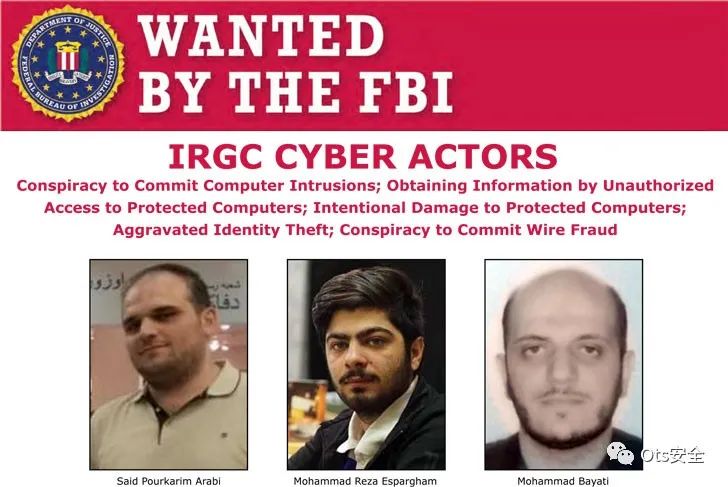 DEPARTMENT OF JUSTICE
FEDERAL BUREAU OF INVESTIGATION
WANTED
BY THE FBI
IRGC CYBER ACTORS
Conspiracy to Commit Computer Intrusions; Obtaining Information by Unauthorized
Access to Protected Computers; Intentional Damage to Protected Computers;
Aggravated Identity Theft; Conspiracy to Commit Wire Fraud
Said Pourkarim Arabi
Mohammad Reza Espargham
Mohammad Bayati
Ots安全